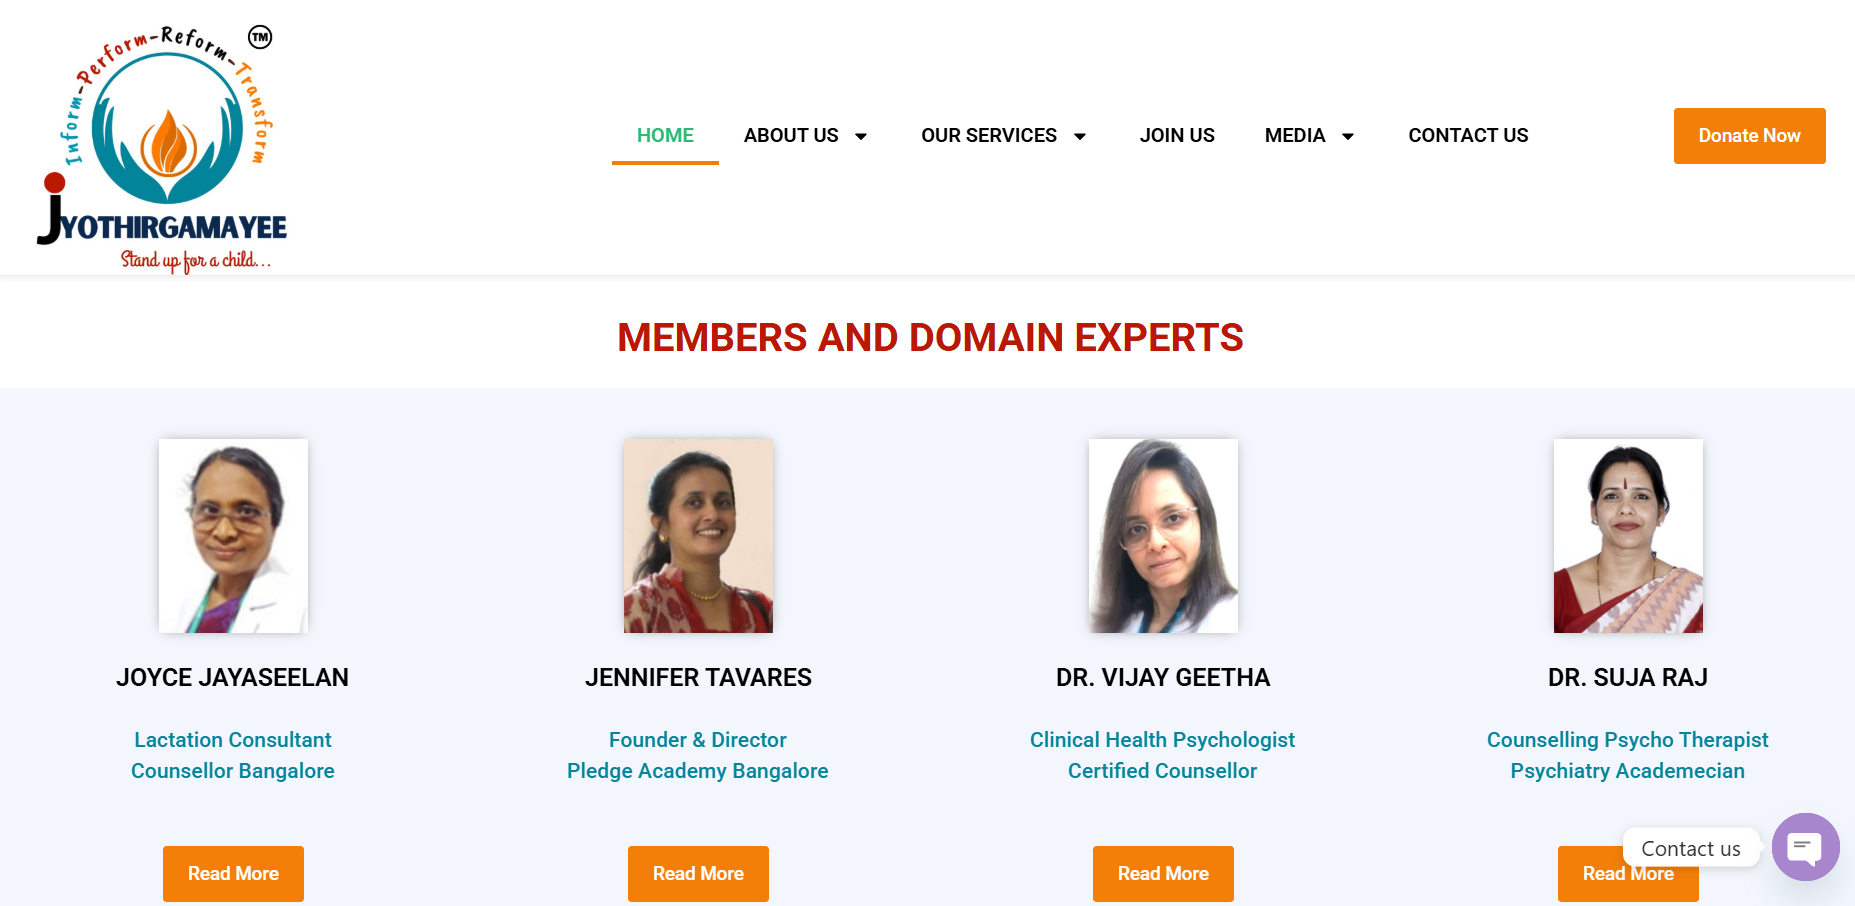 Inform-Perform-Reform-Transform
TM
JYOTHIRGAMAYEE
Stand up for a child...
HOME
ABOUT US
OUR SERVICES
JOIN US
MEDIA
CONTACT US
Donate Now
MEMBERS AND DOMAIN EXPERTS
JOYCE JAYASEELAN
Lactation Consultant
Counsellor Bangalore
Read More
JENNIFER TAVARES
Founder & Director
Pledge Academy Bangalore
Read More
DR. VIJAY GEETHA
Clinical Health Psychologist
Certified Counsellor
Read More
DR. SUJA RAJ
Counselling Psycho Therapist
Psychiatry Academecian
Read More
Contact us